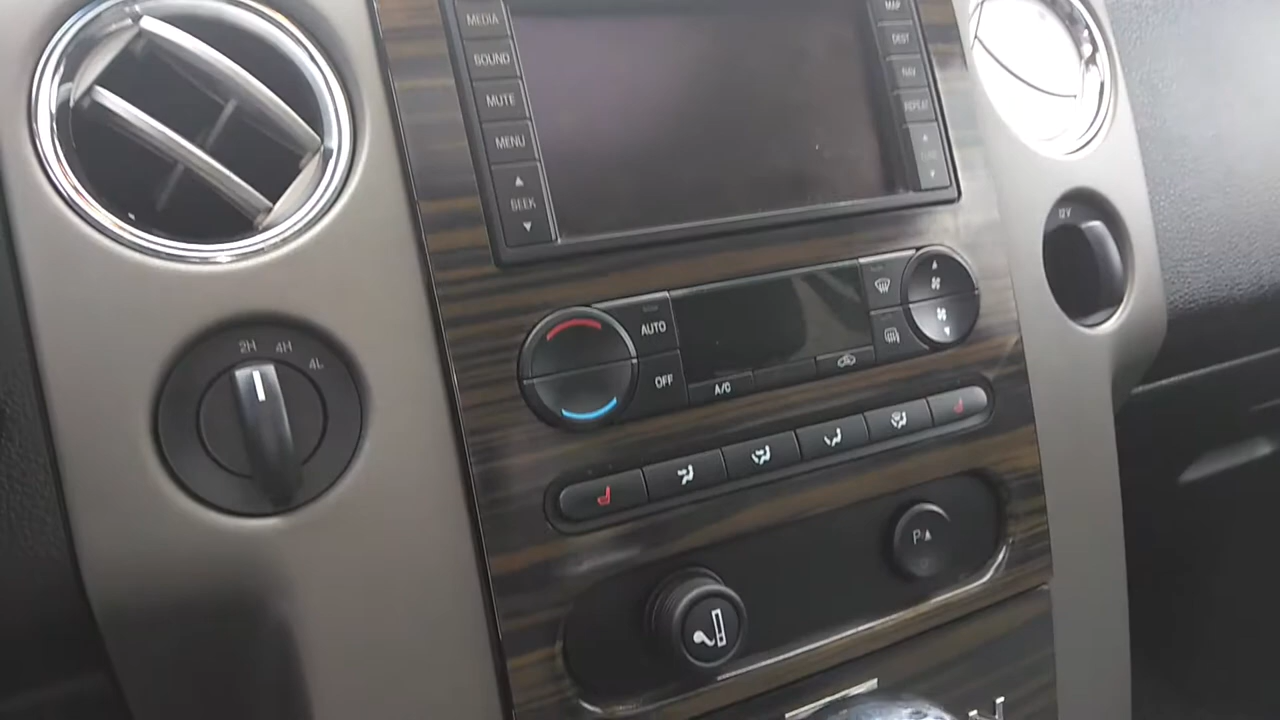 MEDIA
SOUND
MUTE
MENU
SEEK
MAP
DEST
NAV
REPEAT
12V
2H
4H
4L
AUTO
OFF
A/C
P